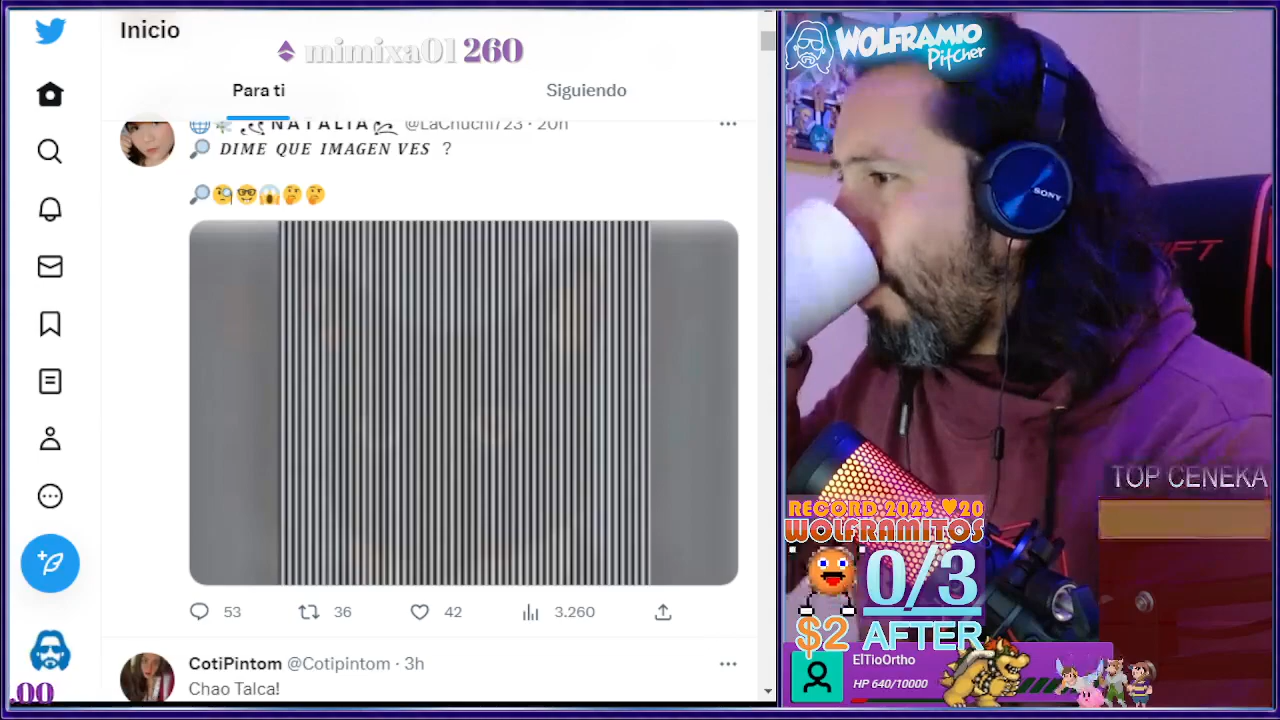 Inicio
mimixa01 260
Para ti
Siguiendo
NATALIA @LaChuchi723 · 20h
DIME QUE IMAGEN VES ?
53
36
42
3.260
CotiPintom @Cotipintom · 3h
Chao Talca!
.00
WOLFRAMIO
Pitcher
SONY
TOP CENEKA
RECORD 2023 ♥20
WOLFRAMITOS
0/3
$2 AFTER
ElTioOrtho
HP 640/10000